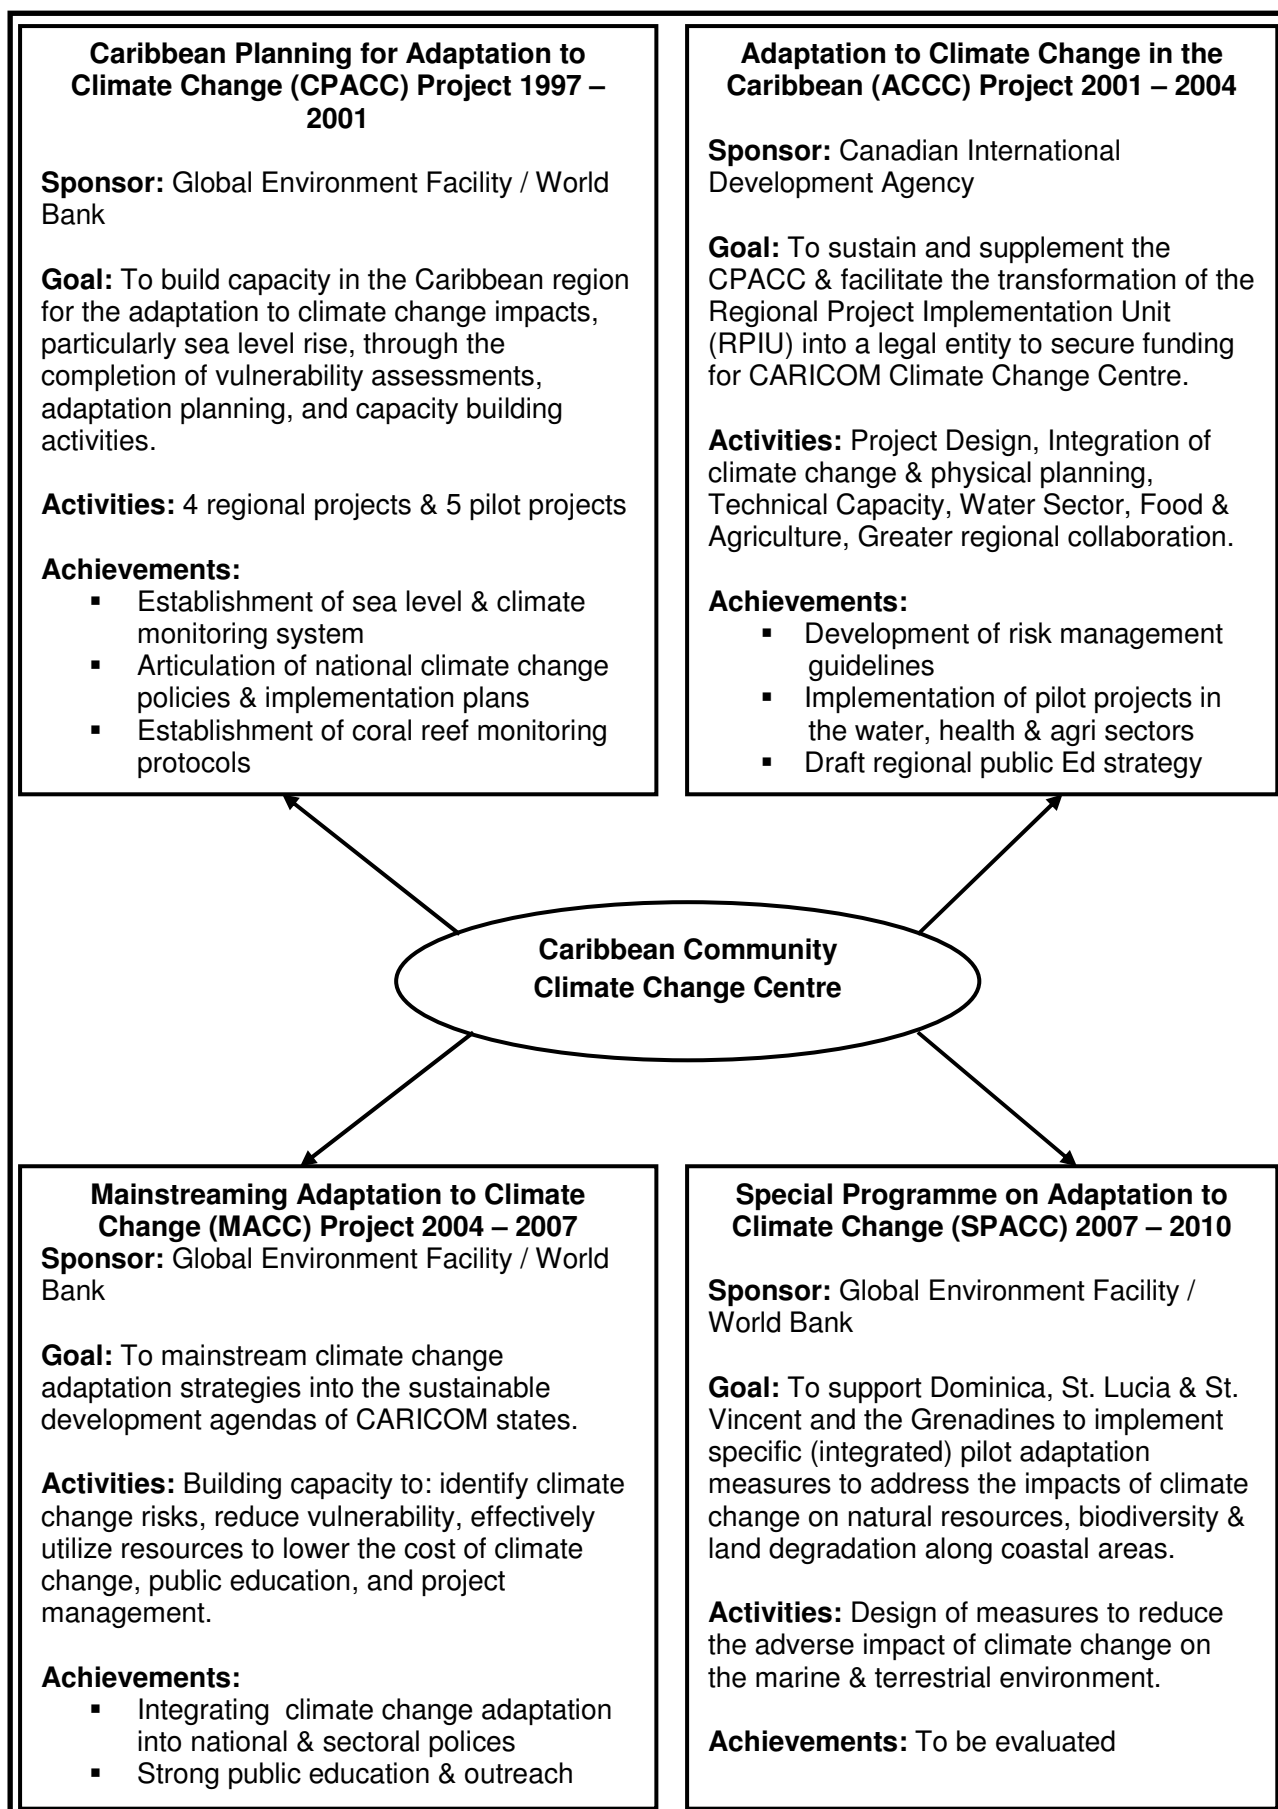 Caribbean Planning for Adaptation to
Climate Change (CPACC) Project 1997 –
2001
Sponsor: Global Environment Facility / World
Bank
Goal: To build capacity in the Caribbean region
for the adaptation to climate change impacts,
particularly sea level rise, through the
completion of vulnerability assessments,
adaptation planning, and capacity building
activities.
Activities: 4 regional projects & 5 pilot projects
Achievements:
▪ Establishment of sea level & climate
monitoring system
▪ Articulation of national climate change
policies & implementation plans
▪ Establishment of coral reef monitoring
protocols
Adaptation to Climate Change in the
Caribbean (ACCC) Project 2001 – 2004
Sponsor: Canadian International
Development Agency
Goal: To sustain and supplement the
CPACC & facilitate the transformation of the
Regional Project Implementation Unit
(RPIU) into a legal entity to secure funding
for CARICOM Climate Change Centre.
Activities: Project Design, Integration of
climate change & physical planning,
Technical Capacity, Water Sector, Food &
Agriculture, Greater regional collaboration.
Achievements:
▪ Development of risk management
guidelines
▪ Implementation of pilot projects in
the water, health & agri sectors
▪ Draft regional public Ed strategy
Caribbean Community
Climate Change Centre
Mainstreaming Adaptation to Climate
Change (MACC) Project 2004 – 2007
Sponsor: Global Environment Facility / World
Bank
Goal: To mainstream climate change
adaptation strategies into the sustainable
development agendas of CARICOM states.
Activities: Building capacity to: identify climate
change risks, reduce vulnerability, effectively
utilize resources to lower the cost of climate
change, public education, and project
management.
Achievements:
▪ Integrating climate change adaptation
into national & sectoral polices
▪ Strong public education & outreach
Special Programme on Adaptation to
Climate Change (SPACC) 2007 – 2010
Sponsor: Global Environment Facility /
World Bank
Goal: To support Dominica, St. Lucia & St.
Vincent and the Grenadines to implement
specific (integrated) pilot adaptation
measures to address the impacts of climate
change on natural resources, biodiversity &
land degradation along coastal areas.
Activities: Design of measures to reduce
the adverse impact of climate change on
the marine & terrestrial environment.
Achievements: To be evaluated